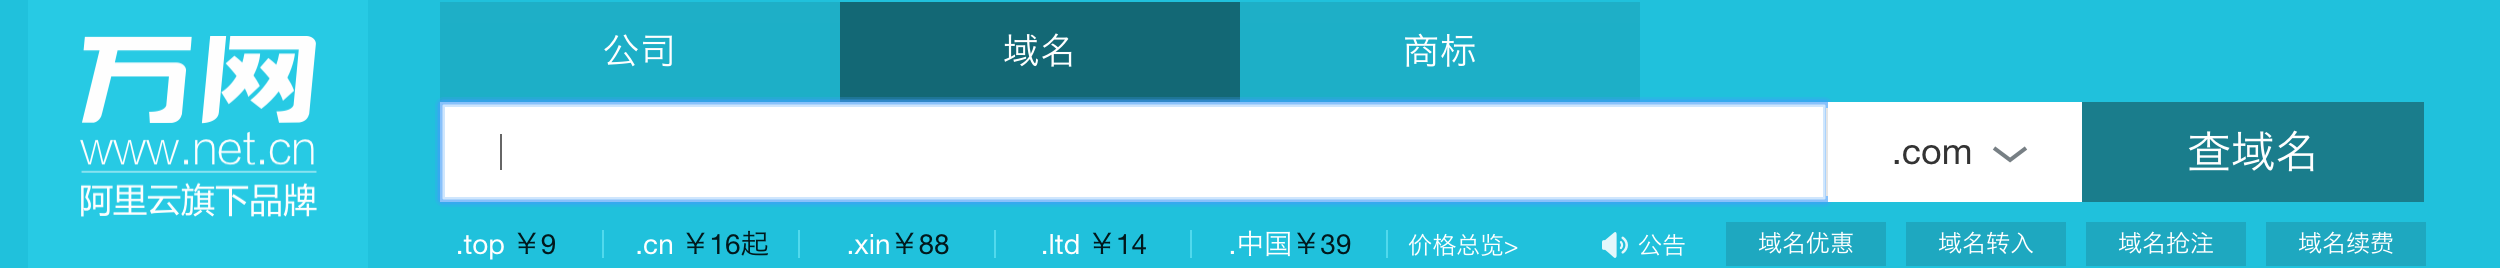 公司 域名 商标
万网
www.net.cn
阿里云旗下品牌
.com 查域名
.top ¥ 9 .cn ¥ 16起 .xin¥ 88 .ltd ¥ 14 .中国¥ 39 价格总览> 公告 域名优惠 域名转入 域名抢注 域名续费